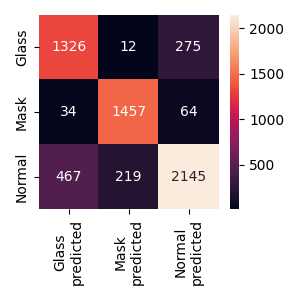 Glass 1326 12 275
Mask 34 1457 64
Normal 467 219 2145
Glass predicted
Mask predicted
Normal predicted
2000
1500
1000
500